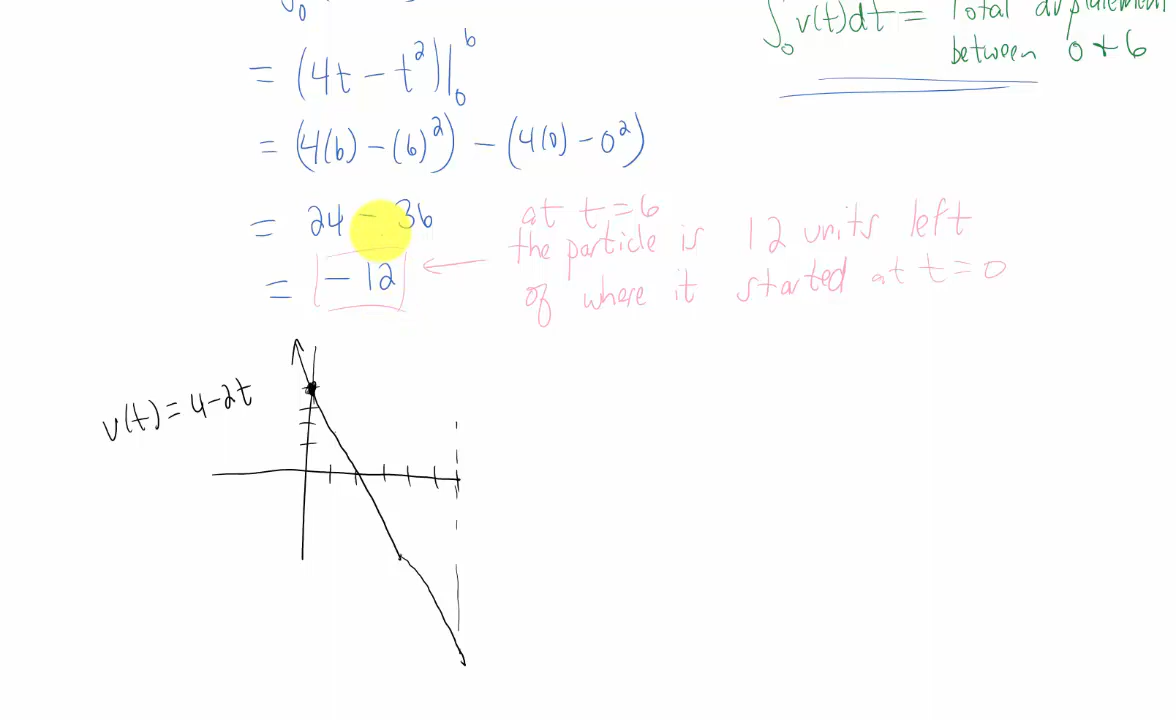 ∫₀ v(t)dt = Total displacement
between 0 + 6
= (4t - t²)|₀⁶
= (4(6) - (6)²) - (4(0) - 0²)
= 24 - 36
= -12
at t = 6
the particle is 12 units left
of where it started at t = 0
v(t) = 4 - 2t